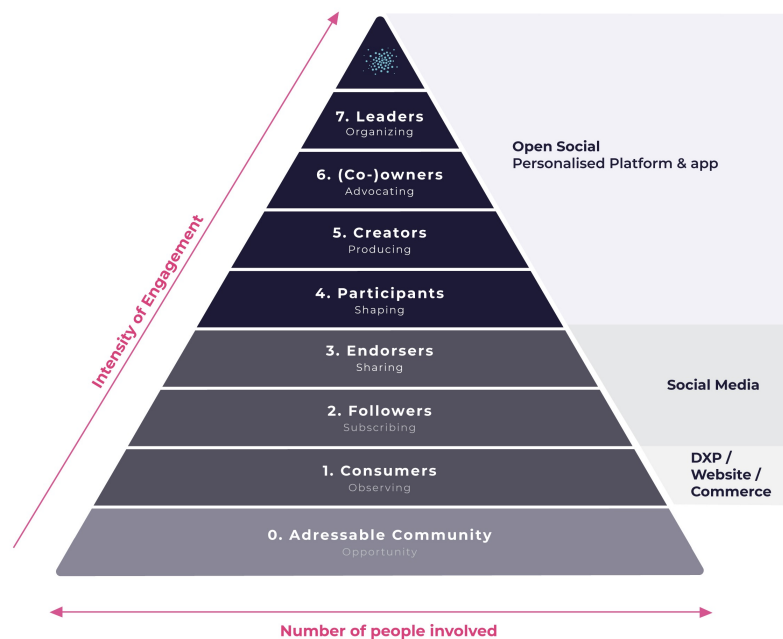 7. Leaders
Organizing
6. (Co-)owners
Advocating
5. Creators
Producing
4. Participants
Shaping
3. Endorsers
Sharing
2. Followers
Subscribing
1. Consumers
Observing
0. Adressable Community
Opportunity
Open Social
Personalised Platform & app
Social Media
DXP /
Website /
Commerce
Intensity of Engagement
Number of people involved